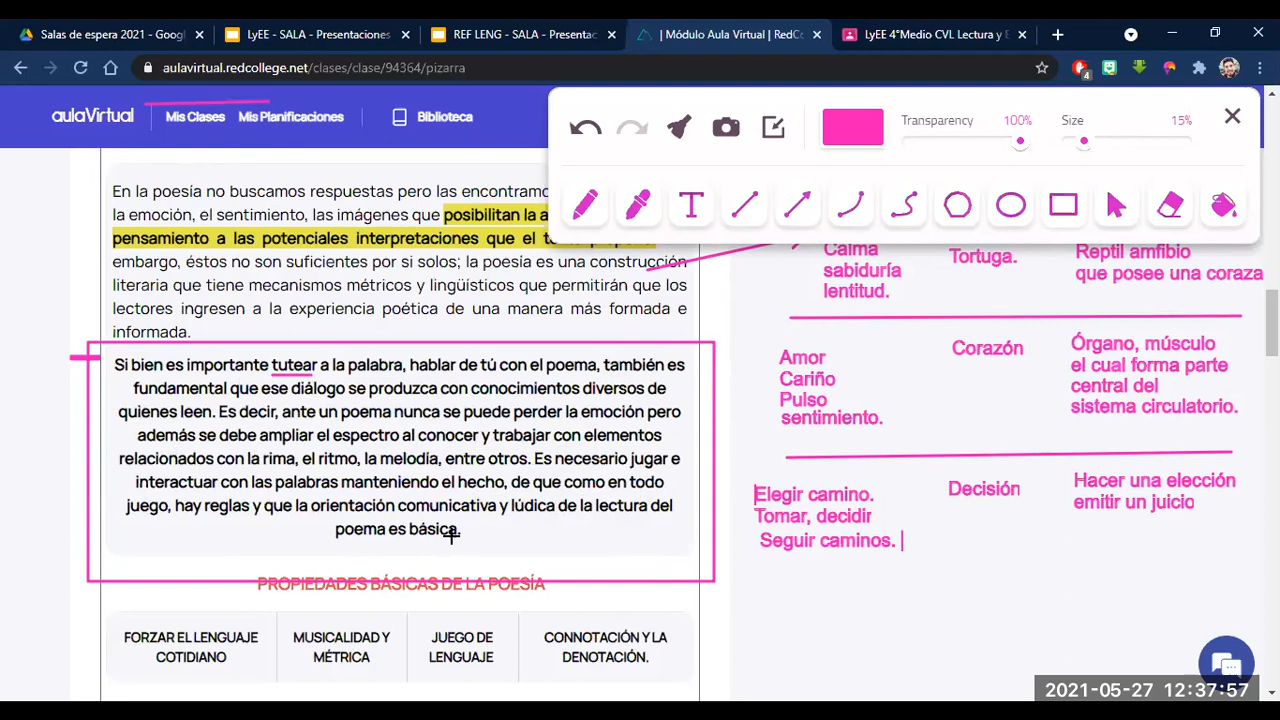 Salas de espera 2021 - Googl
LyEE - SALA - Presentaciones
REF LENG - SALA - Presentac
| Módulo Aula Virtual | RedCo
LyEE 4°Medio CVL Lectura y E
aulavirtual.redcollege.net/clases/clase/94364/pizarra
4
aulaVirtual
Mis Clases
Mis Planificaciones
Biblioteca
Transparency
100%
Size
15%
T
En la poesía no buscamos respuestas pero las encontramo
la emoción, el sentimiento, las imágenes que posibilitan la a
pensamiento a las potenciales interpretaciones que el
embargo, éstos no son suficientes por si solos; la poesía es una construcción
literaria que tiene mecanismos métricos y lingüísticos que permitirán que los
lectores ingresen a la experiencia poética de una manera más formada e
informada.
Si bien es importante tutear a la palabra, hablar de tú con el poema, también es
fundamental que ese diálogo se produzca con conocimientos diversos de
quienes leen. Es decir, ante un poema nunca se puede perder la emoción pero
además se debe ampliar el espectro al conocer y trabajar con elementos
relacionados con la rima, el ritmo, la melodía, entre otros. Es necesario jugar e
interactuar con las palabras manteniendo el hecho, de que como en todo
juego, hay reglas y que la orientación comunicativa y lúdica de la lectura del
poema es básica.
PROPIEDADES BÁSICAS DE LA POESÍA
FORZAR EL LENGUAJE
COTIDIANO
MUSICALIDAD Y
MÉTRICA
JUEGO DE
LENGUAJE
CONNOTACIÓN Y LA
DENOTACIÓN.
Calma
sabiduría
lentitud.
Tortuga.
Reptil amfibio
que posee una coraza
Amor
Cariño
Pulso
sentimiento.
Corazón
Órgano, músculo
el cual forma parte
central del
sistema circulatorio.
Elegir camino.
Tomar, decidir
Seguir caminos.
Decisión
Hacer una elección
emitir un juicio
2021-05-27 12:37:57